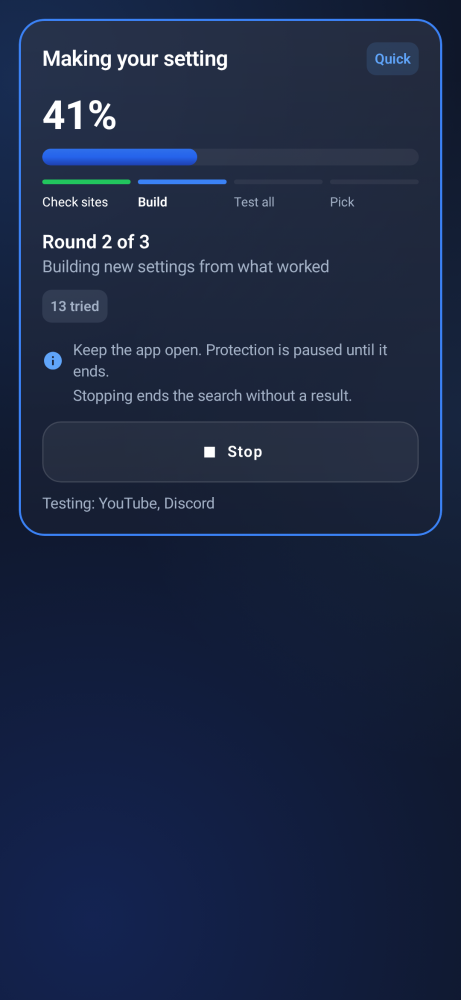 Making your setting
Quick
41%
Check sites
Build
Test all
Pick
Round 2 of 3
Building new settings from what worked
13 tried
Keep the app open. Protection is paused until it
ends.
Stopping ends the search without a result.
Stop
Testing: YouTube, Discord